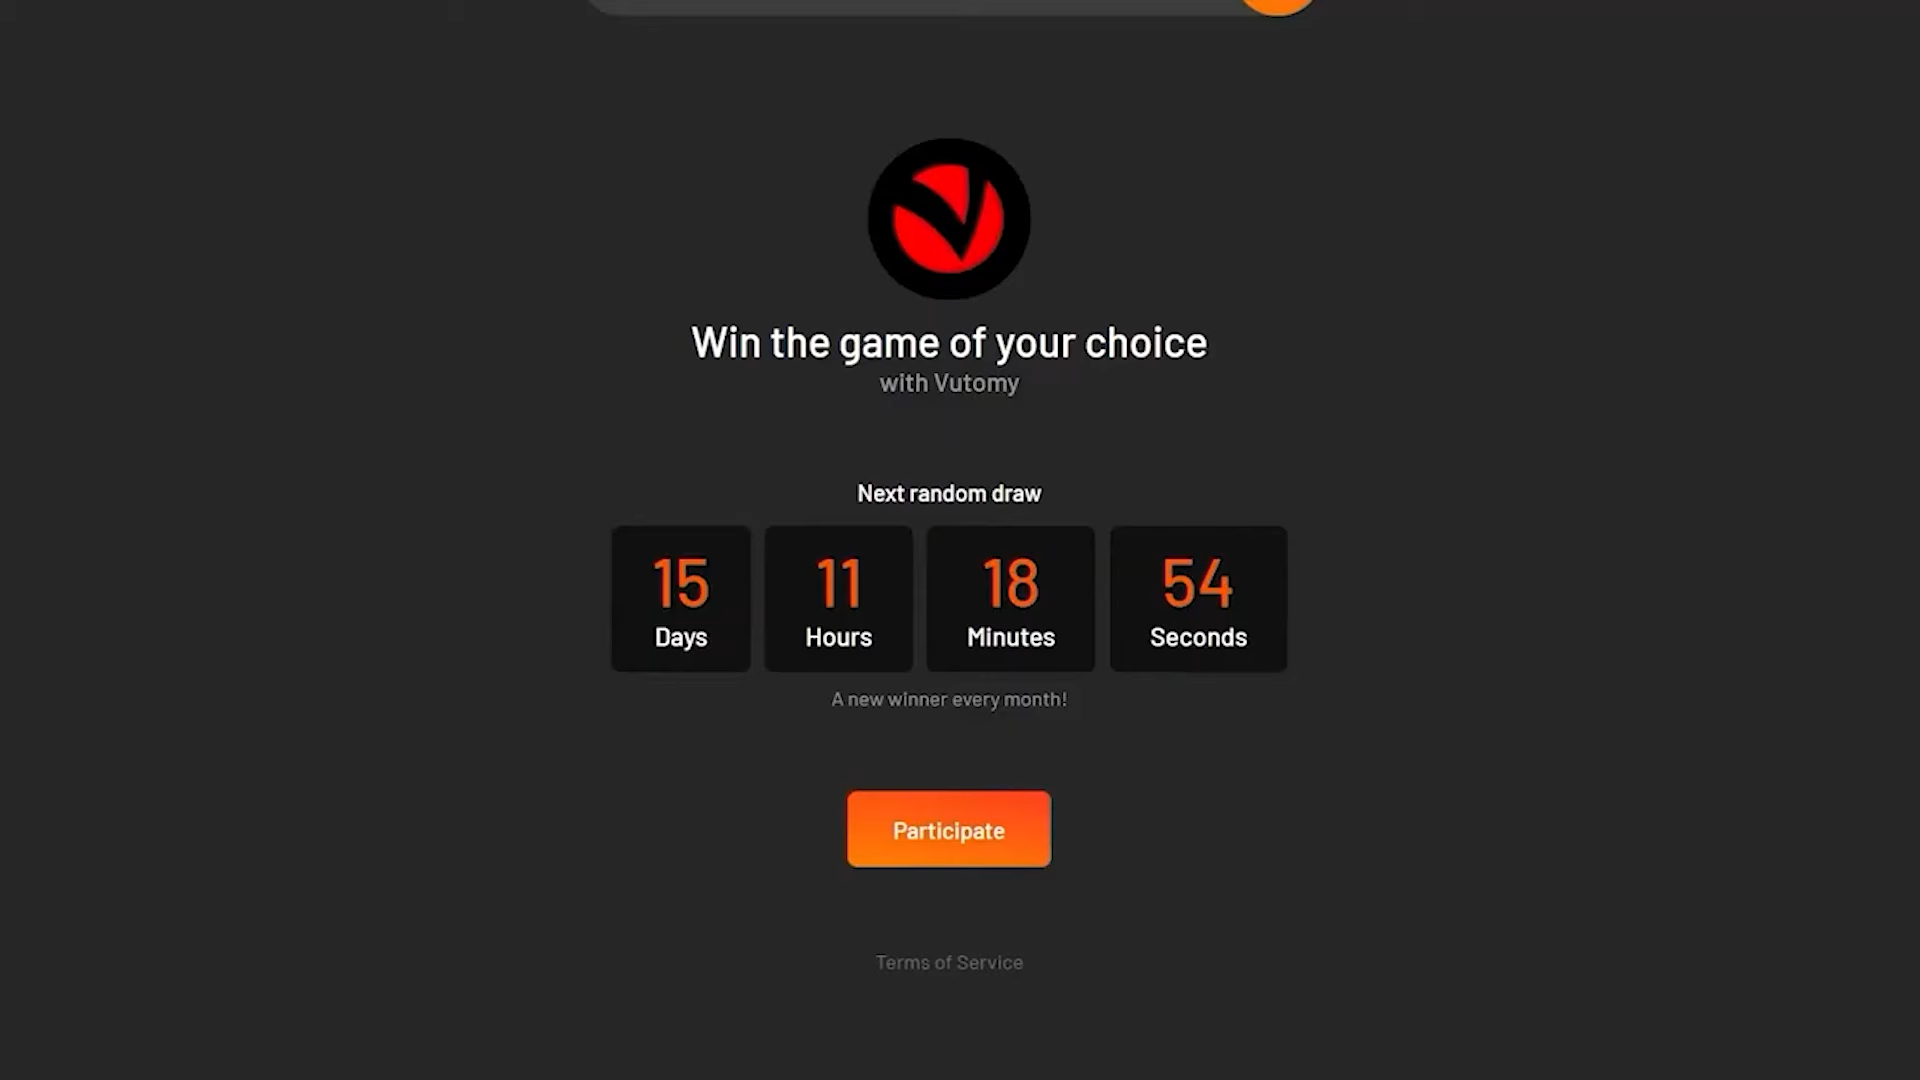 Win the game of your choice
with Vutomy
Next random draw
15 11 18 54
Days Hours Minutes Seconds
A new winner every month!
Participate
Terms of Service